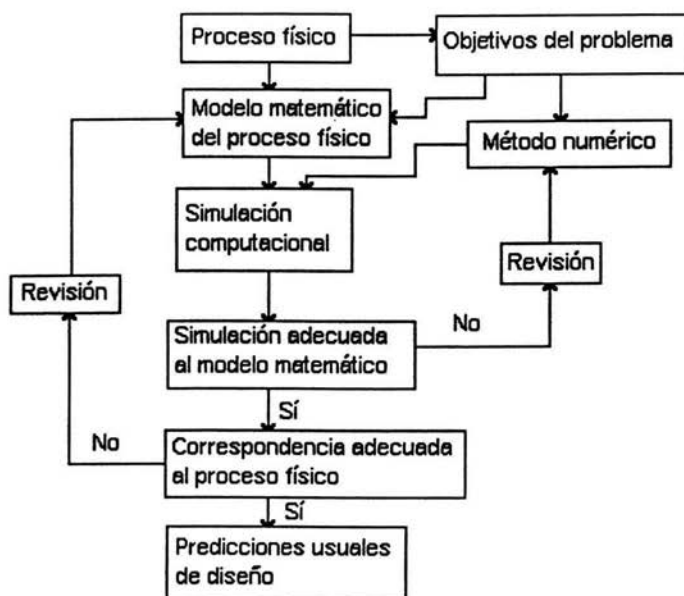 Proceso físico
Objetivos del problema
Modelo matemático
del proceso físico
Método numérico
Simulación
computacional
Revisión
Revisión
Simulación adecuada
al modelo matemático
No
Sí
No
Correspondencia adecuada
al proceso físico
Sí
Predicciones usuales
de diseño